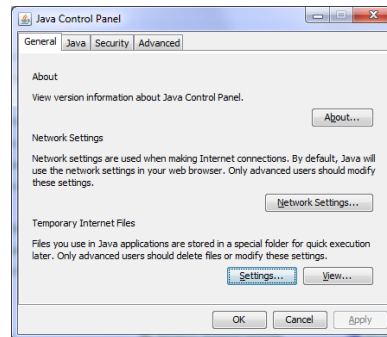 Java Control Panel
General Java Security Advanced
About
View version information about Java Control Panel.
About...
Network Settings
Network settings are used when making Internet connections. By default, Java will
use the network settings in your web browser. Only advanced users should modify
these settings.
Network Settings...
Temporary Internet Files
Files you use in Java applications are stored in a special folder for quick execution
later. Only advanced users should delete files or modify these settings.
Settings... View...
OK Cancel Apply